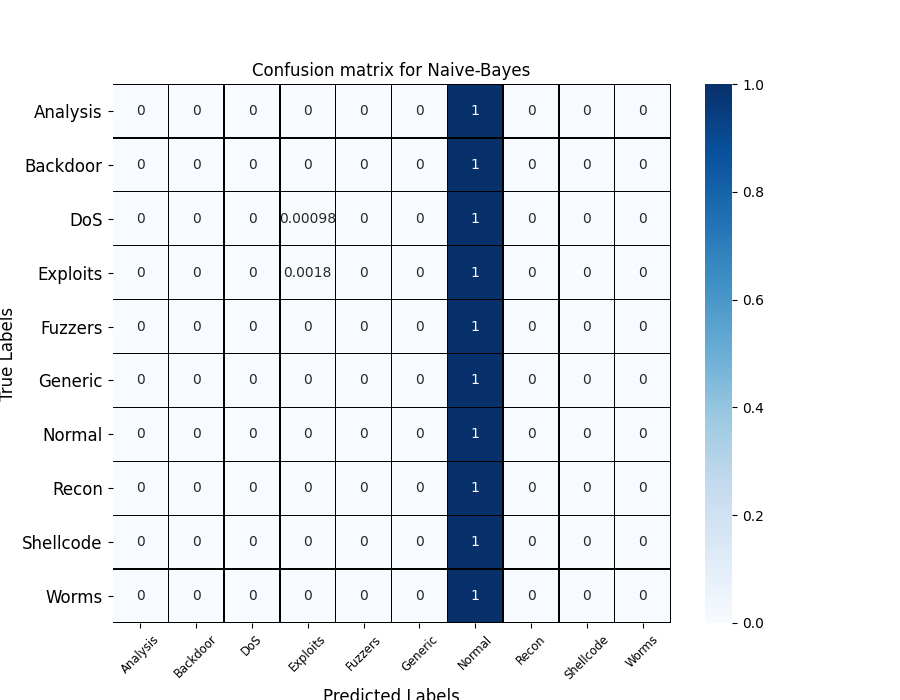 Confusion matrix for Naive-Bayes
True Labels
Analysis 0 0 0 0 0 0 1 0 0 0
Backdoor 0 0 0 0 0 0 1 0 0 0
DoS 0 0 0 0.00098 0 0 1 0 0 0
Exploits 0 0 0 0.0018 0 0 1 0 0 0
Fuzzers 0 0 0 0 0 0 1 0 0 0
Generic 0 0 0 0 0 0 1 0 0 0
Normal 0 0 0 0 0 0 1 0 0 0
Recon 0 0 0 0 0 0 1 0 0 0
Shellcode 0 0 0 0 0 0 1 0 0 0
Worms 0 0 0 0 0 0 1 0 0 0
Analysis Backdoor DoS Exploits Fuzzers Generic Normal Recon Shellcode Worms
Predicted Labels
1.0
0.8
0.6
0.4
0.2
0.0